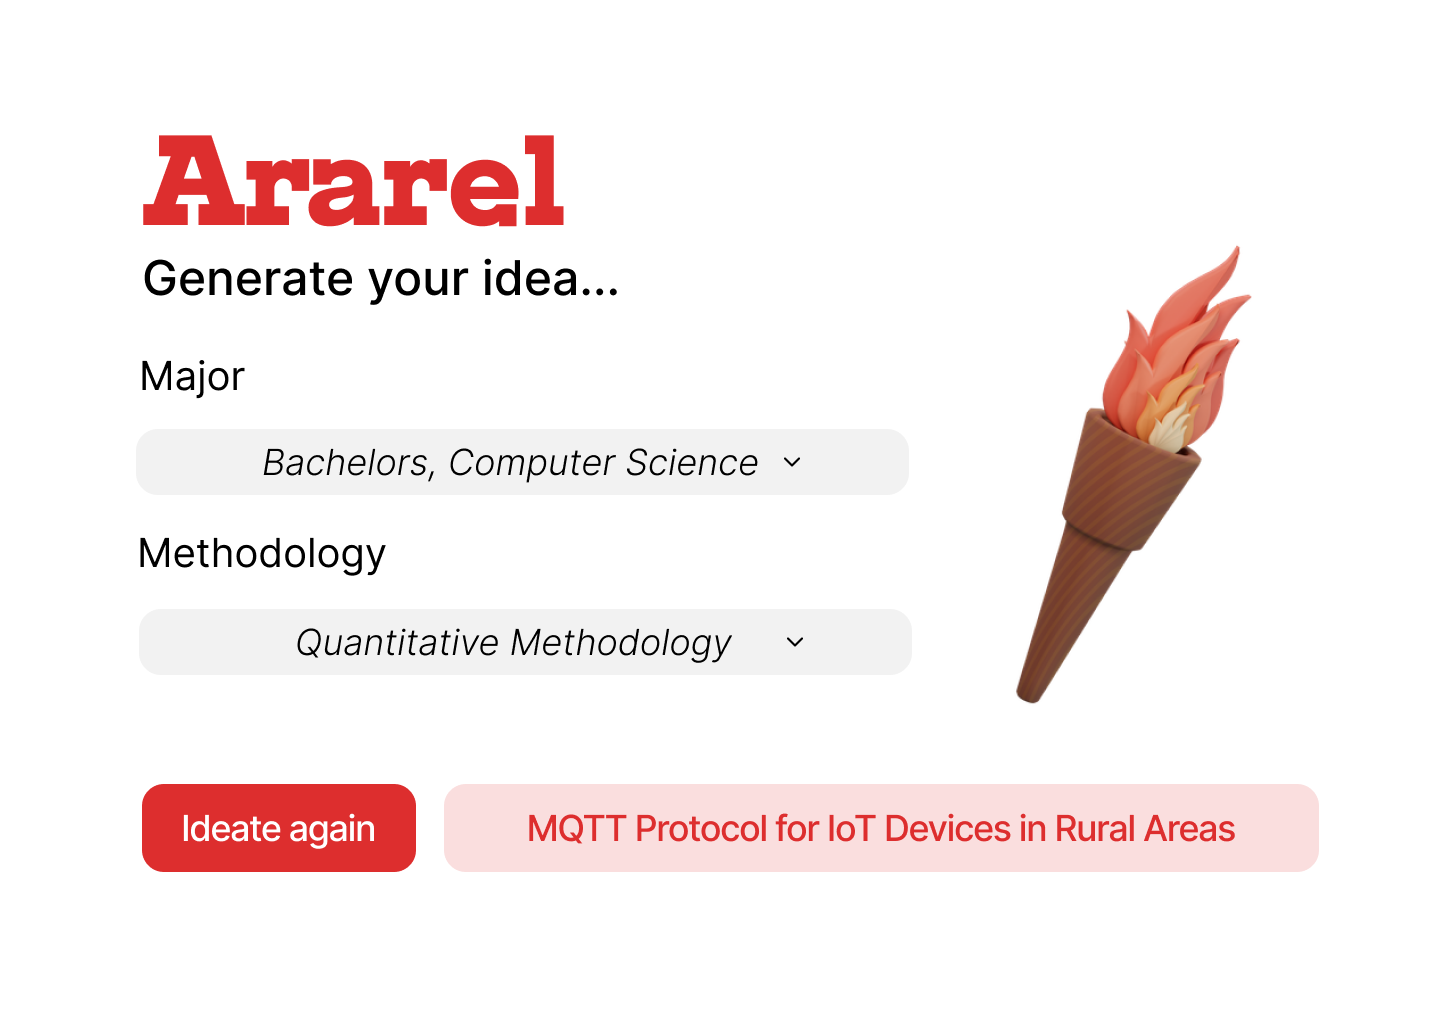 Ararel
Generate your idea...
Major
Bachelors, Computer Science
Methodology
Quantitative Methodology
Ideate again
MQTT Protocol for IoT Devices in Rural Areas